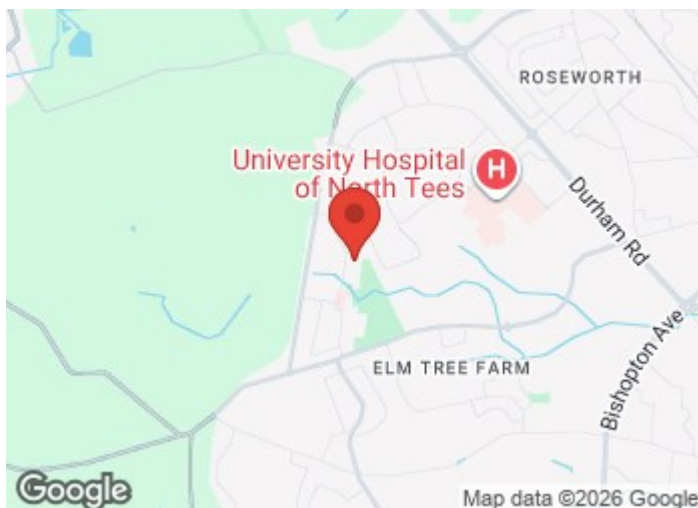 ROSEWORTH
University Hospital
of North Tees
H
Durham Rd
Bishopton Ave
ELM TREE FARM
Google
Map data ©2026 Google